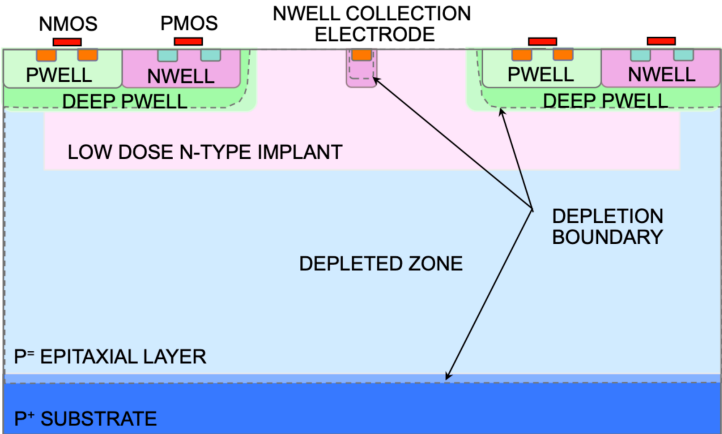 NMOS
PMOS
NWELL COLLECTION
ELECTRODE
PWELL
NWELL
PWELL
NWELL
DEEP PWELL
DEEP PWELL
LOW DOSE N-TYPE IMPLANT
DEPLETION
BOUNDARY
DEPLETED ZONE
P⁼ EPITAXIAL LAYER
P⁺ SUBSTRATE